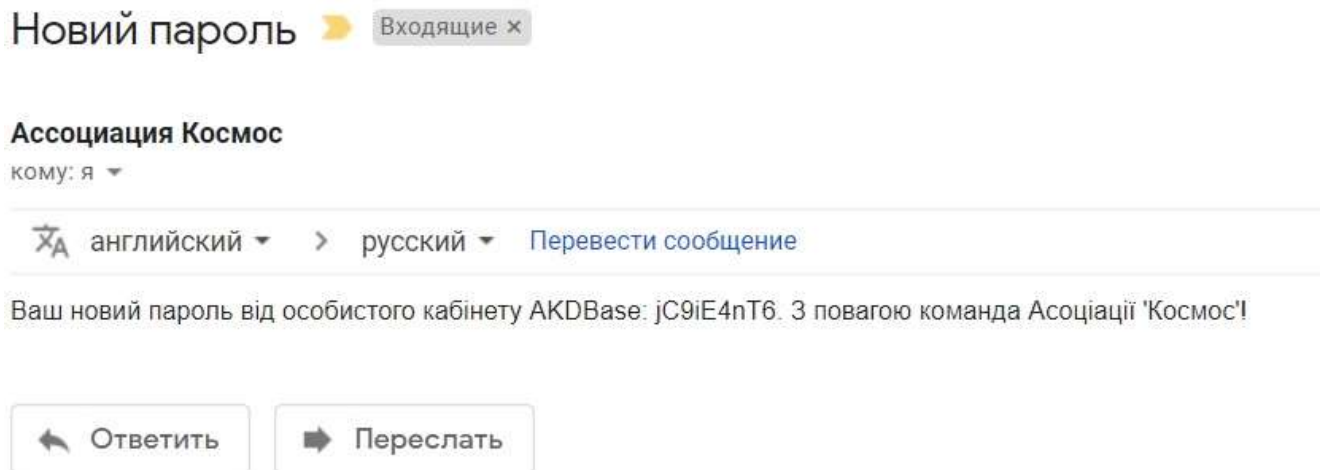 Новий пароль Входящие ×
Ассоциация Космос
кому: я
английский > русский Перевести сообщение
Ваш новий пароль від особистого кабінету AKDBase: jC9iE4nT6. З повагою команда Асоціації 'Космос'!
Ответить Переслать